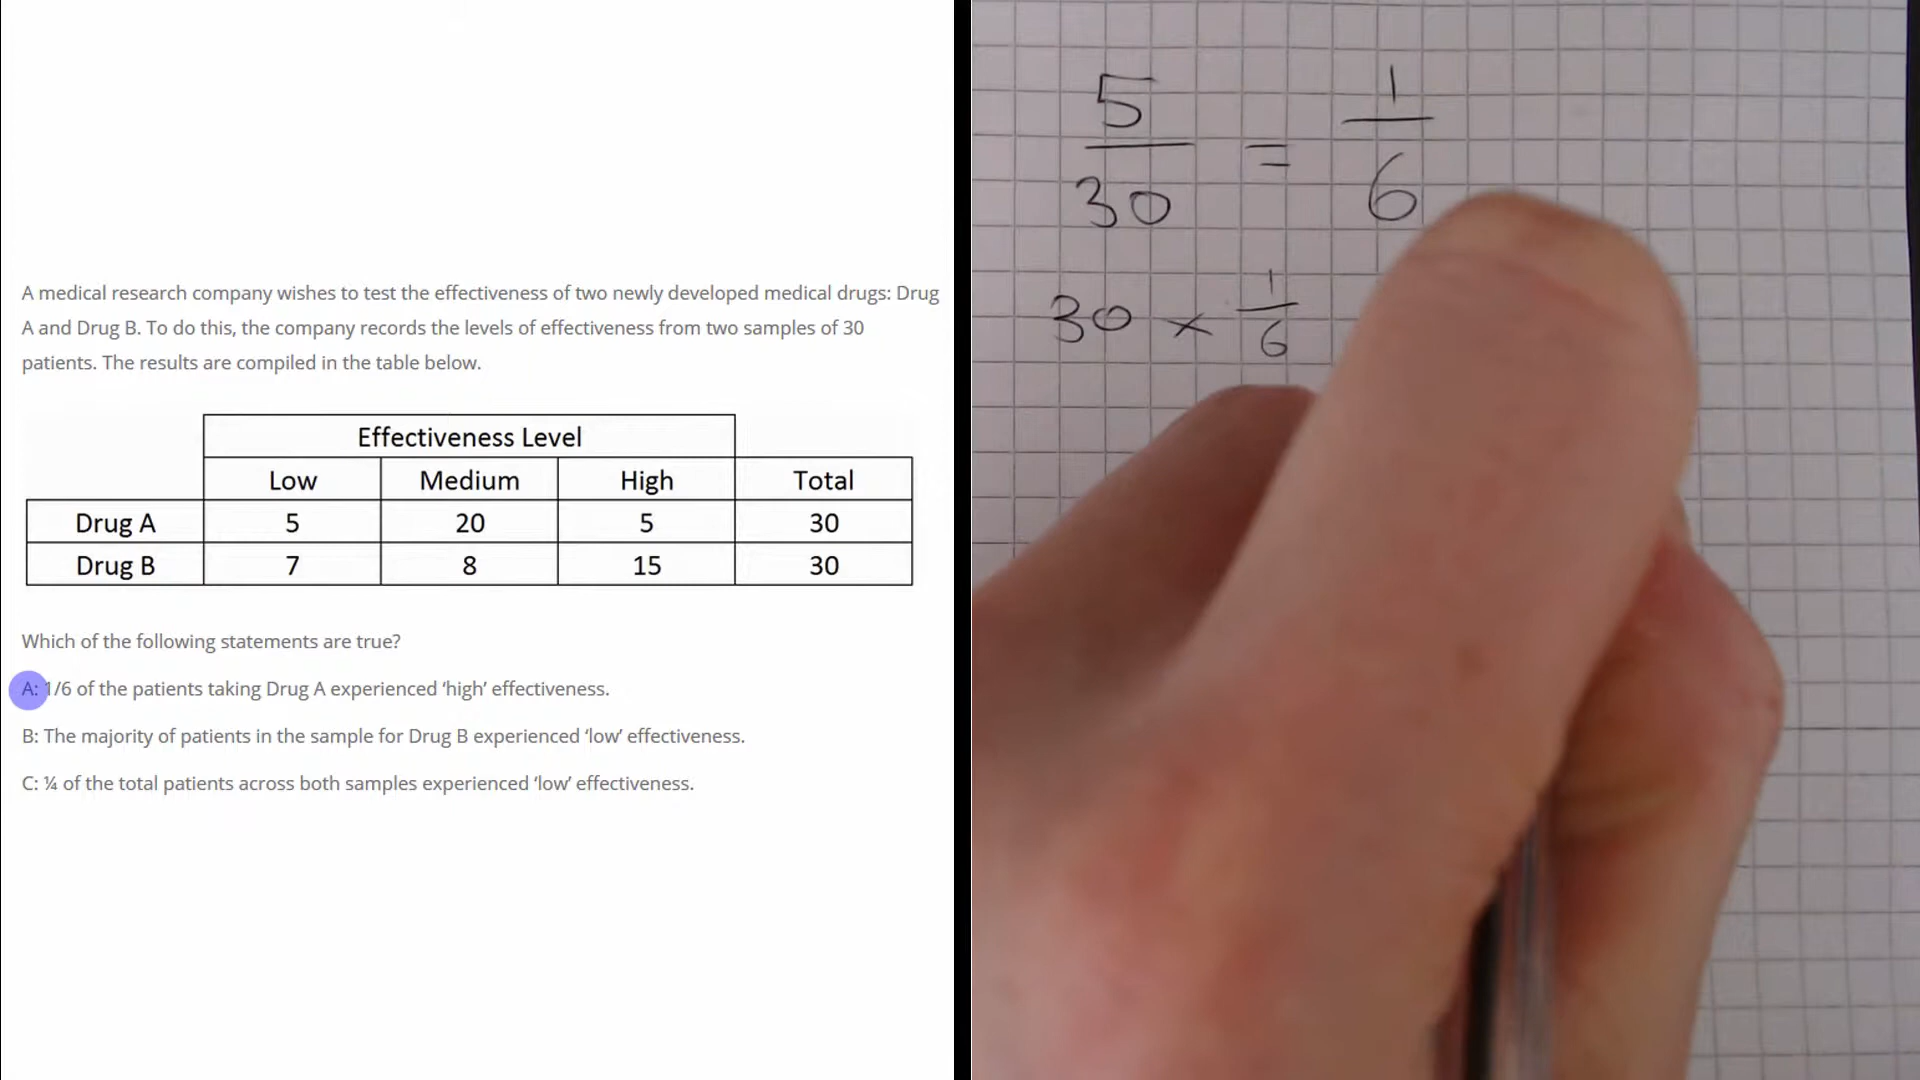 A medical research company wishes to test the effectiveness of two newly developed medical drugs: Drug
A and Drug B. To do this, the company records the levels of effectiveness from two samples of 30
patients. The results are compiled in the table below.
Effectiveness Level
Low Medium High Total
Drug A 5 20 5 30
Drug B 7 8 15 30
Which of the following statements are true?
A: 1/6 of the patients taking Drug A experienced ‘high’ effectiveness.
B: The majority of patients in the sample for Drug B experienced ‘low’ effectiveness.
C: ¼ of the total patients across both samples experienced ‘low’ effectiveness.
5/30 = 1/6
30 × 1/6